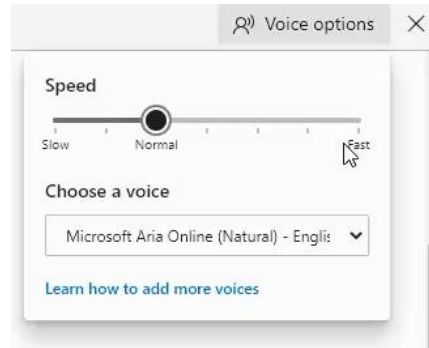 Voice options
Speed
Slow Normal Fast
Choose a voice
Microsoft Aria Online (Natural) - Englis
Learn how to add more voices